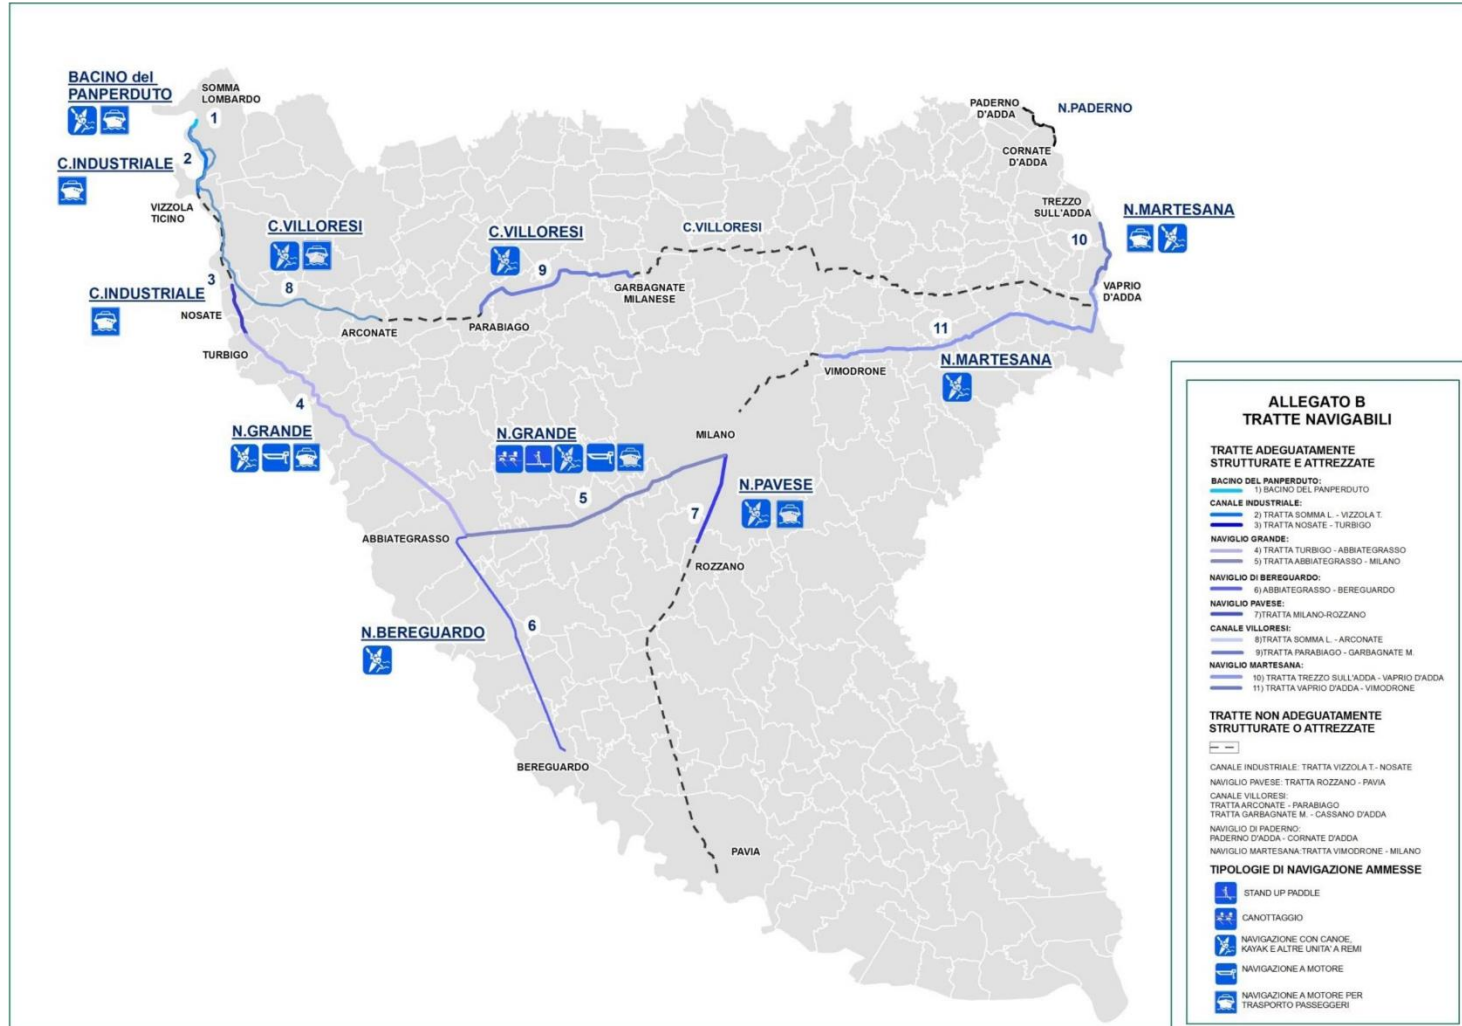 BACINO del
PANPERDUTO
SOMMA
LOMBARDO
1
2
C.INDUSTRIALE
VIZZOLA
TICINO
C.VILLORESI
C.VILLORESI
C.VILLORESI
PADERNO
D'ADDA
N.PADERNO
CORNATE
D'ADDA
TREZZO
SULL'ADDA
N.MARTESANA
10
3
8
9
C.INDUSTRIALE
NOSATE
ARCONATE
PARABIAGO
GARBAGNATE
MILANESE
VAPRIO
D'ADDA
11
TURBIGO
VIMODRONE
N.MARTESANA
4
N.GRANDE
N.GRANDE
MILANO
5
N.PAVESE
7
ABBIATEGRASSO
ROZZANO
6
N.BEREGUARDO
BEREGUARDO
PAVIA
ALLEGATO B
TRATTE NAVIGABILI
TRATTE ADEGUATAMENTE
STRUTTURATE E ATTREZZATE
BACINO DEL PANPERDUTO:
1) BACINO DEL PANPERDUTO
CANALE INDUSTRIALE:
2) TRATTA SOMMA L. - VIZZOLA T.
3) TRATTA NOSATE - TURBIGO
NAVIGLIO GRANDE:
4) TRATTA TURBIGO - ABBIATEGRASSO
5) TRATTA ABBIATEGRASSO - MILANO
NAVIGLIO DI BEREGUARDO:
6) ABBIATEGRASSO - BEREGUARDO
NAVIGLIO PAVESE:
7)TRATTA MILANO-ROZZANO
CANALE VILLORESI:
8)TRATTA SOMMA L. - ARCONATE
9)TRATTA PARABIAGO - GARBAGNATE M.
NAVIGLIO MARTESANA:
10) TRATTA TREZZO SULL'ADDA - VAPRIO D'ADDA
11) TRATTA VAPRIO D'ADDA - VIMODRONE
TRATTE NON ADEGUATAMENTE
STRUTTURATE O ATTREZZATE
CANALE INDUSTRIALE: TRATTA VIZZOLA T.- NOSATE
NAVIGLIO PAVESE: TRATTA ROZZANO - PAVIA
CANALE VILLORESI:
TRATTA ARCONATE - PARABIAGO
TRATTA GARBAGNATE M. - CASSANO D'ADDA
NAVIGLIO DI PADERNO:
PADERNO D'ADDA - CORNATE D'ADDA
NAVIGLIO MARTESANA:TRATTA VIMODRONE - MILANO
TIPOLOGIE DI NAVIGAZIONE AMMESSE
STAND UP PADDLE
CANOTTAGGIO
NAVIGAZIONE CON CANOE,
KAYAK E ALTRE UNITA' A REMI
NAVIGAZIONE A MOTORE
NAVIGAZIONE A MOTORE PER
TRASPORTO PASSEGGERI